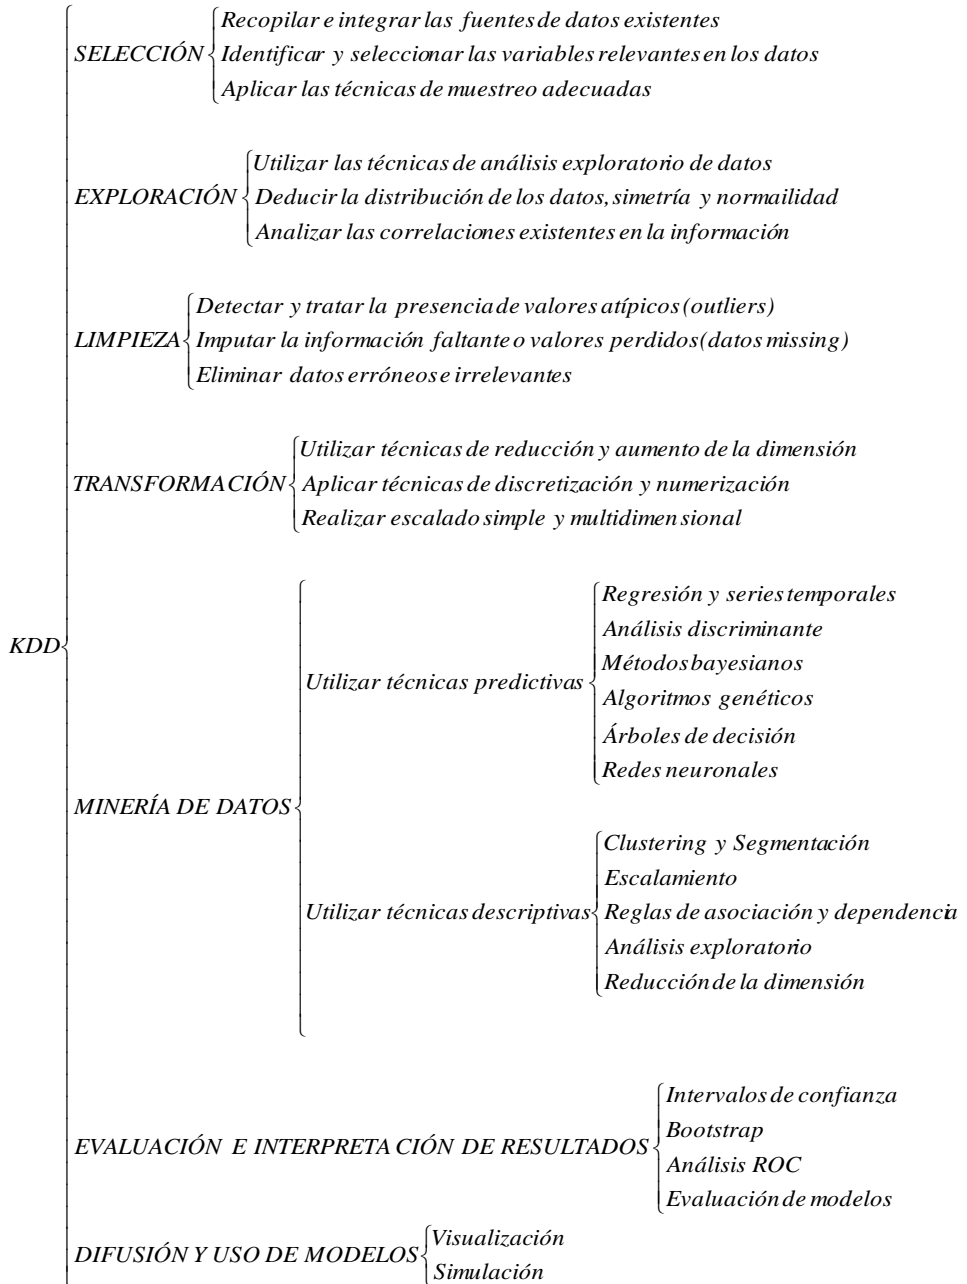 Recopilar e integrar las fuentes de datos existentes
SELECCIÓN Identificar y seleccionar las variables relevantes en los datos
Aplicar las técnicas de muestreo adecuadas
Utilizar las técnicas de análisis exploratorio de datos
EXPLORACIÓN Deducir la distribución de los datos, simetría y normailidad
Analizar las correlaciones existentes en la información
Detectar y tratar la presencia de valores atípicos (outliers)
LIMPIEZA Imputar la información faltante o valores perdidos (datos missing)
Eliminar datos erróneos e irrelevantes
Utilizar técnicas de reducción y aumento de la dimensión
TRANSFORMACIÓN Aplicar técnicas de discretización y numerización
Realizar escalado simple y multidimensional
KDD
MINERÍA DE DATOS
Utilizar técnicas predictivas
Regresión y series temporales
Análisis discriminante
Métodos bayesianos
Algoritmos genéticos
Árboles de decisión
Redes neuronales
Utilizar técnicas descriptivas
Clustering y Segmentación
Escalamiento
Reglas de asociación y dependencia
Análisis exploratorio
Reducción de la dimensión
EVALUACIÓN E INTERPRETACIÓN DE RESULTADOS
Intervalos de confianza
Bootstrap
Análisis ROC
Evaluación de modelos
DIFUSIÓN Y USO DE MODELOS
Visualización
Simulación